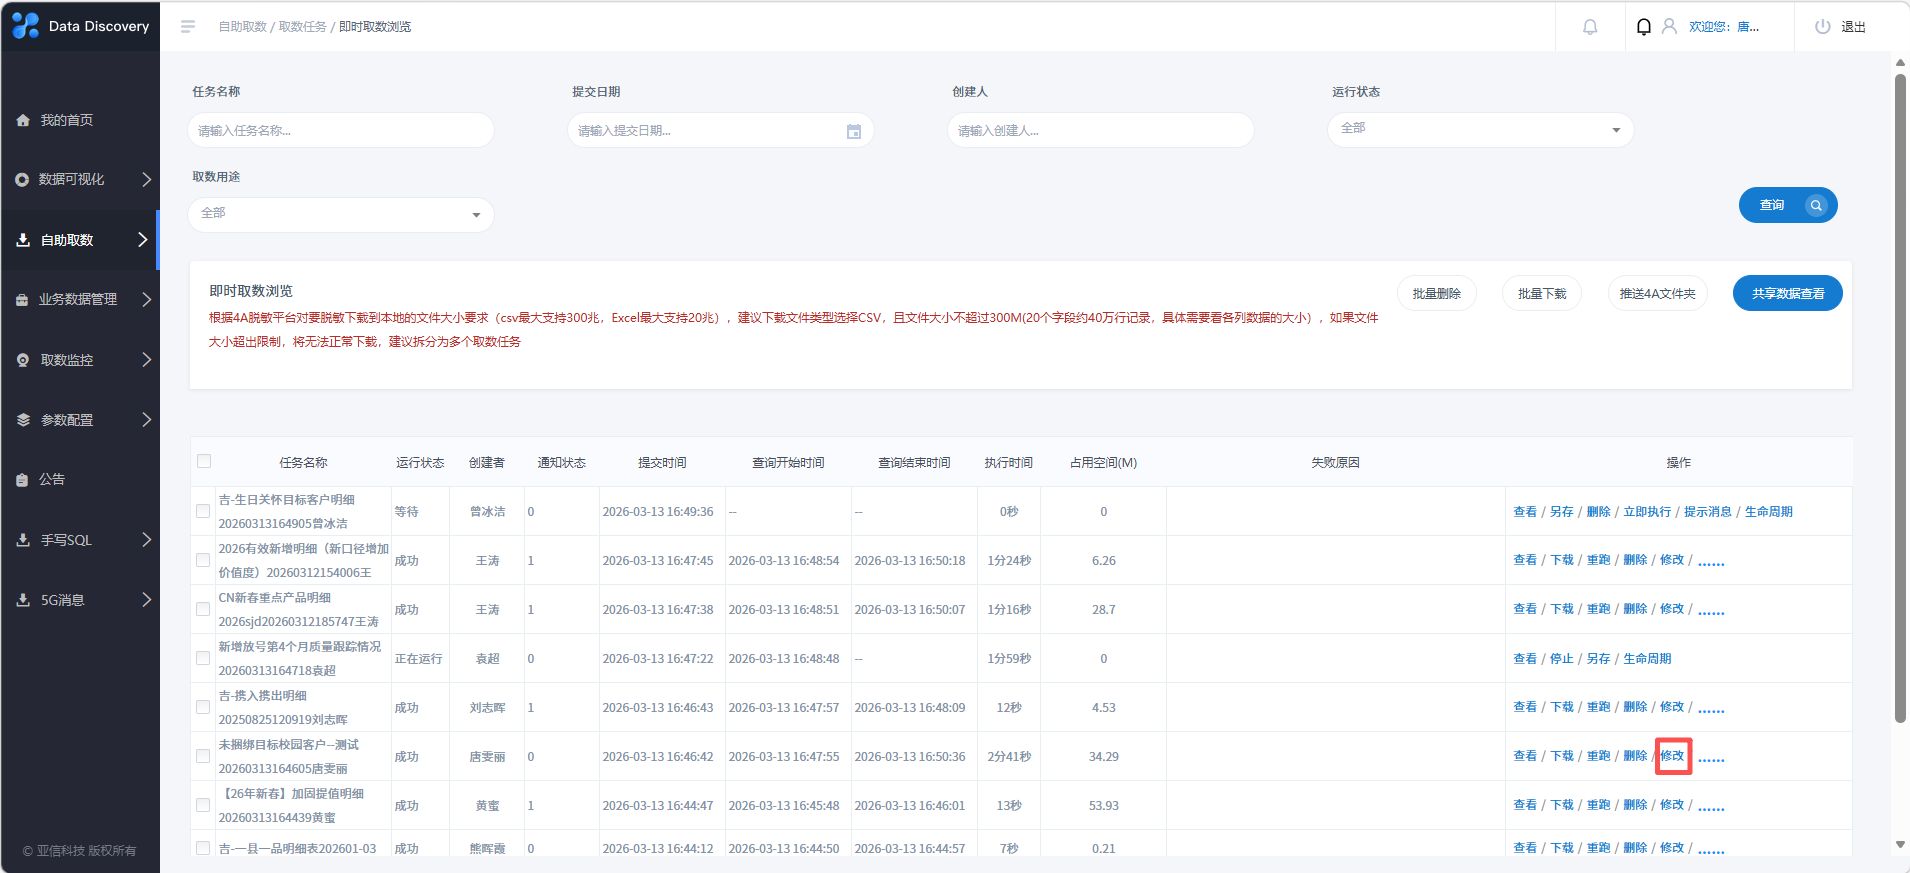 Data Discovery
自助取数 / 取数任务 / 即时取数浏览
欢迎您：唐...
退出
我的首页
数据可视化
自助取数
业务数据管理
取数监控
参数配置
公告
手写SQL
5G消息
© 亚信科技 版权所有
任务名称
提交日期
创建人
运行状态
请输入任务名称...
请输入提交日期...
请输入创建人...
全部
取数用途
全部
查询
即时取数浏览
批量删除
批量下载
推送4A文件夹
共享数据查看
根据4A脱敏平台对要脱敏下载到本地的文件大小要求（csv最大支持300兆，Excel最大支持20兆），建议下载文件类型选择CSV，且文件大小不超过300M(20个字段约40万行记录，具体需要看各列数据的大小），如果文件
大小超出限制，将无法正常下载，建议拆分为多个取数任务
任务名称 运行状态 创建者 通知状态 提交时间 查询开始时间 查询结束时间 执行时间 占用空间(M) 失败原因 操作
吉-生日关怀目标客户明细
20260313164905曾冰洁
等待 曾冰洁 0 2026-03-13 16:49:36 -- -- 0秒 0 查看 / 另存 / 删除 / 立即执行 / 提示消息 / 生命周期
2026有效新增明细（新口径增加
价值度）20260312154006王
成功 王涛 1 2026-03-13 16:47:45 2026-03-13 16:48:54 2026-03-13 16:50:18 1分24秒 6.26 查看 / 下载 / 重跑 / 删除 / 修改 / ......
CN新春重点产品明细
2026sjd20260312185747王涛
成功 王涛 1 2026-03-13 16:47:38 2026-03-13 16:48:51 2026-03-13 16:50:07 1分16秒 28.7 查看 / 下载 / 重跑 / 删除 / 修改 / ......
新增放号第4个月质量跟踪情况
20260313164718袁超
正在运行 袁超 0 2026-03-13 16:47:22 2026-03-13 16:48:48 -- 1分59秒 0 查看 / 停止 / 另存 / 生命周期
吉-携入携出明细
20250825120919刘志晖
成功 刘志晖 1 2026-03-13 16:46:43 2026-03-13 16:47:57 2026-03-13 16:48:09 12秒 4.53 查看 / 下载 / 重跑 / 删除 / 修改 / ......
未捆绑目标校园客户--测试
20260313164605唐雯丽
成功 唐雯丽 0 2026-03-13 16:46:42 2026-03-13 16:47:55 2026-03-13 16:50:36 2分41秒 34.29 查看 / 下载 / 重跑 / 删除 / 修改 ......
【26年新春】加固提值明细
20260313164439黄蜜
成功 黄蜜 1 2026-03-13 16:44:47 2026-03-13 16:45:48 2026-03-13 16:46:01 13秒 53.93 查看 / 下载 / 重跑 / 删除 / 修改 / ......
吉-一县一品明细表202601-03 成功 熊晖霞 0 2026-03-13 16:44:12 2026-03-13 16:44:50 2026-03-13 16:44:57 7秒 0.21 查看 / 下载 / 重跑 / 删除 / 修改 / ......